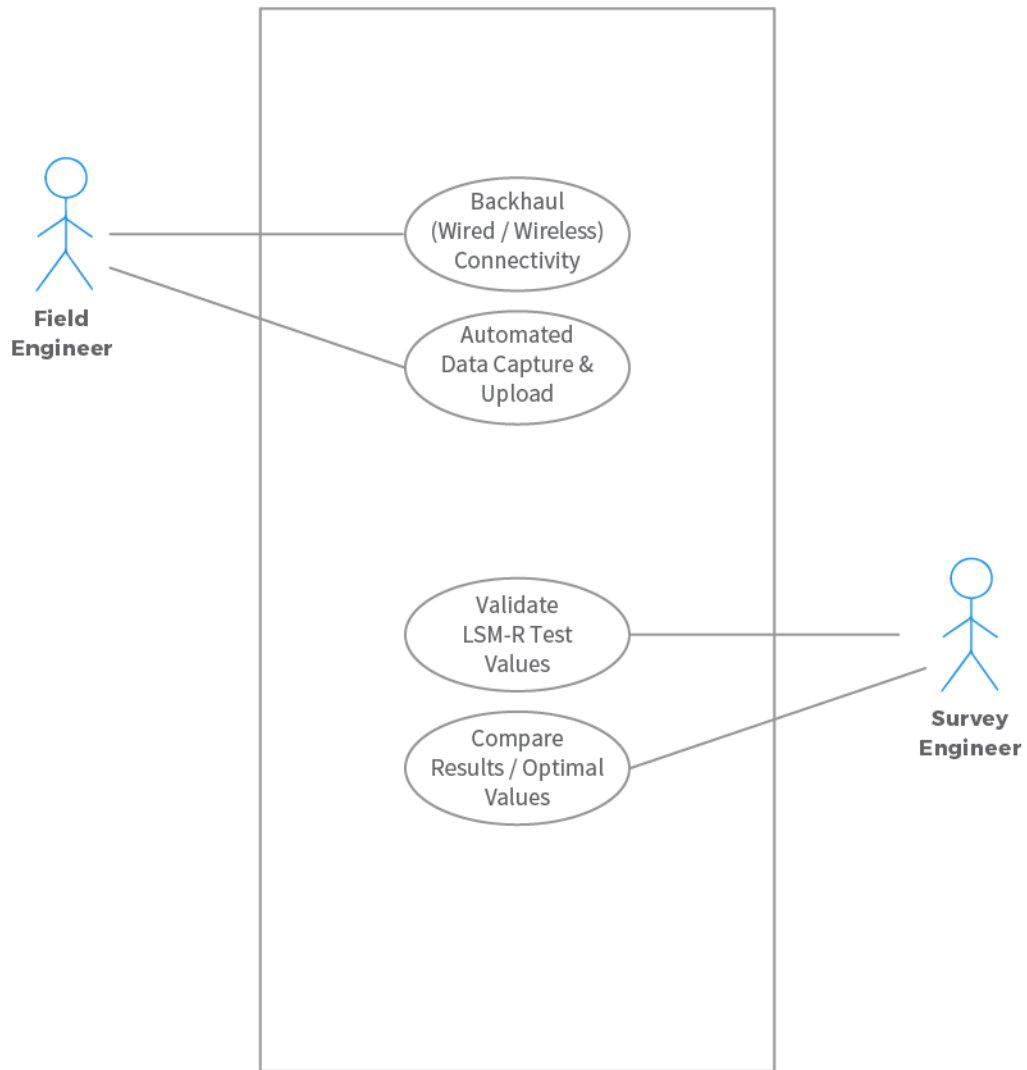 Backhaul
(Wired / Wireless)
Connectivity
Field
Engineer
Automated
Data Capture &
Upload
Validate
LSM-R Test
Values
Survey
Engineer
Compare
Results / Optimal
Values